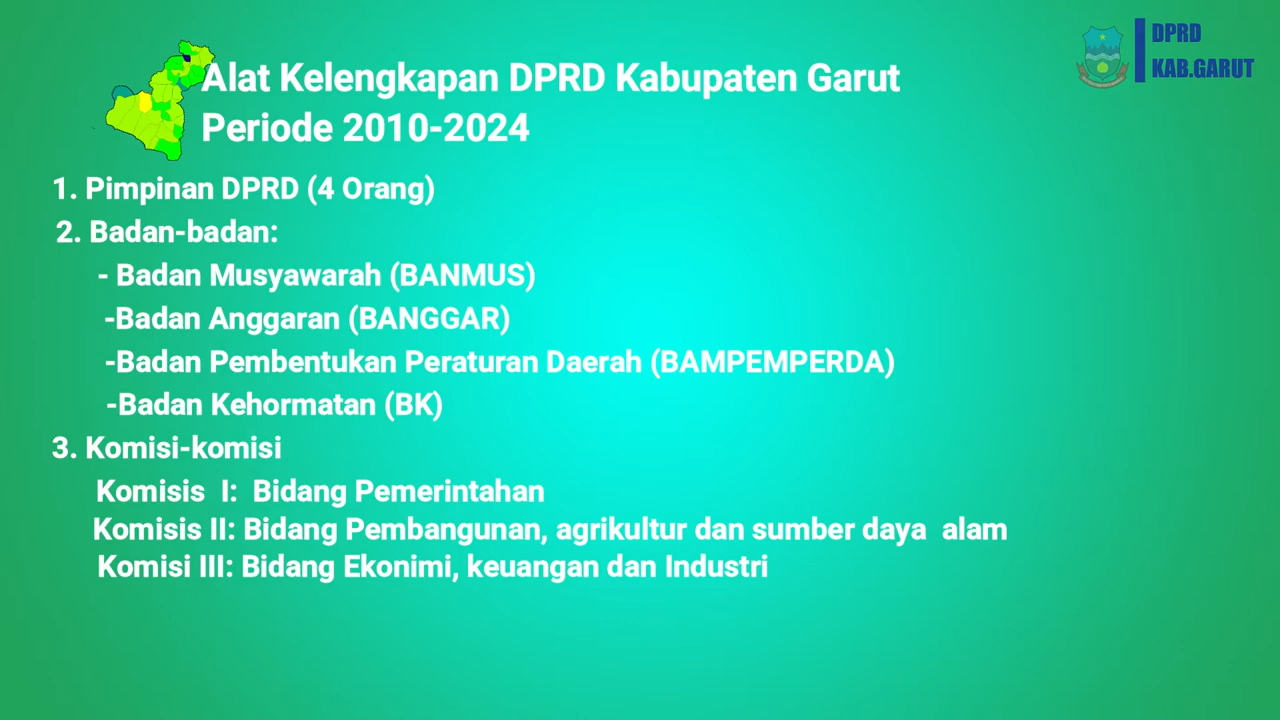 DPRD
KAB.GARUT
Alat Kelengkapan DPRD Kabupaten Garut
Periode 2010-2024
1. Pimpinan DPRD (4 Orang)
2. Badan-badan:
- Badan Musyawarah (BANMUS)
-Badan Anggaran (BANGGAR)
-Badan Pembentukan Peraturan Daerah (BAMPEMPERDA)
-Badan Kehormatan (BK)
3. Komisi-komisi
Komisis I: Bidang Pemerintahan
Komisis II: Bidang Pembangunan, agrikultur dan sumber daya alam
Komisi III: Bidang Ekonimi, keuangan dan Industri